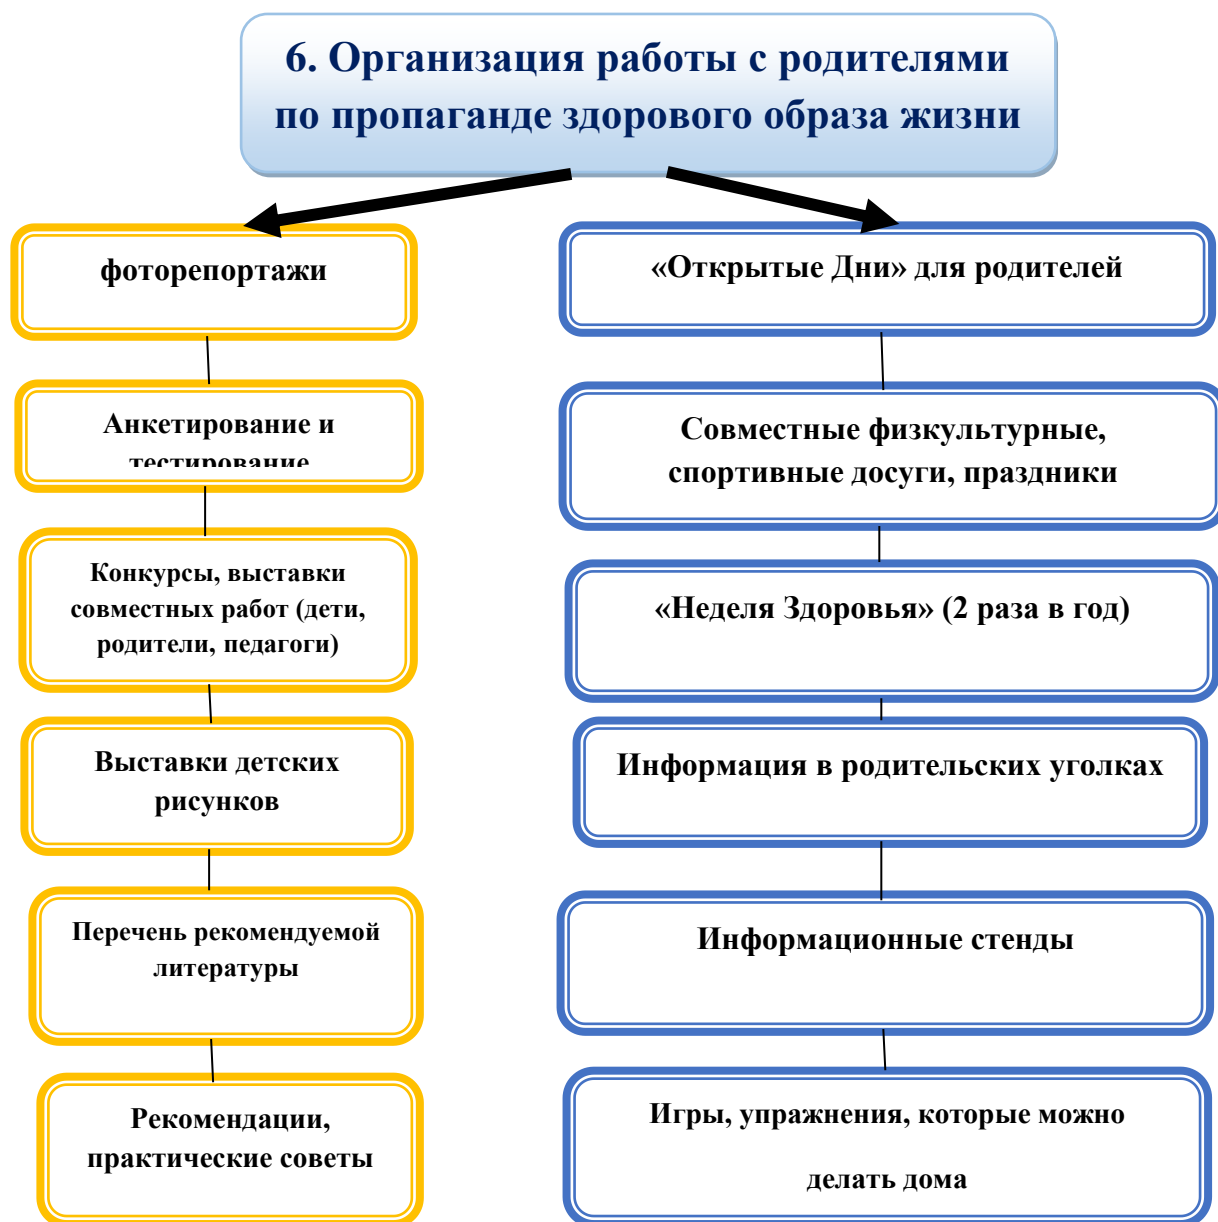 6. Организация работы с родителями
по пропаганде здорового образа жизни
фоторепортажи
Анкетирование и
тестирование
Конкурсы, выставки
совместных работ (дети,
родители, педагоги)
Выставки детских
рисунков
Перечень рекомендуемой
литературы
Рекомендации,
практические советы
«Открытые Дни» для родителей
Совместные физкультурные,
спортивные досуги, праздники
«Неделя Здоровья» (2 раза в год)
Информация в родительских уголках
Информационные стенды
Игры, упражнения, которые можно
делать дома